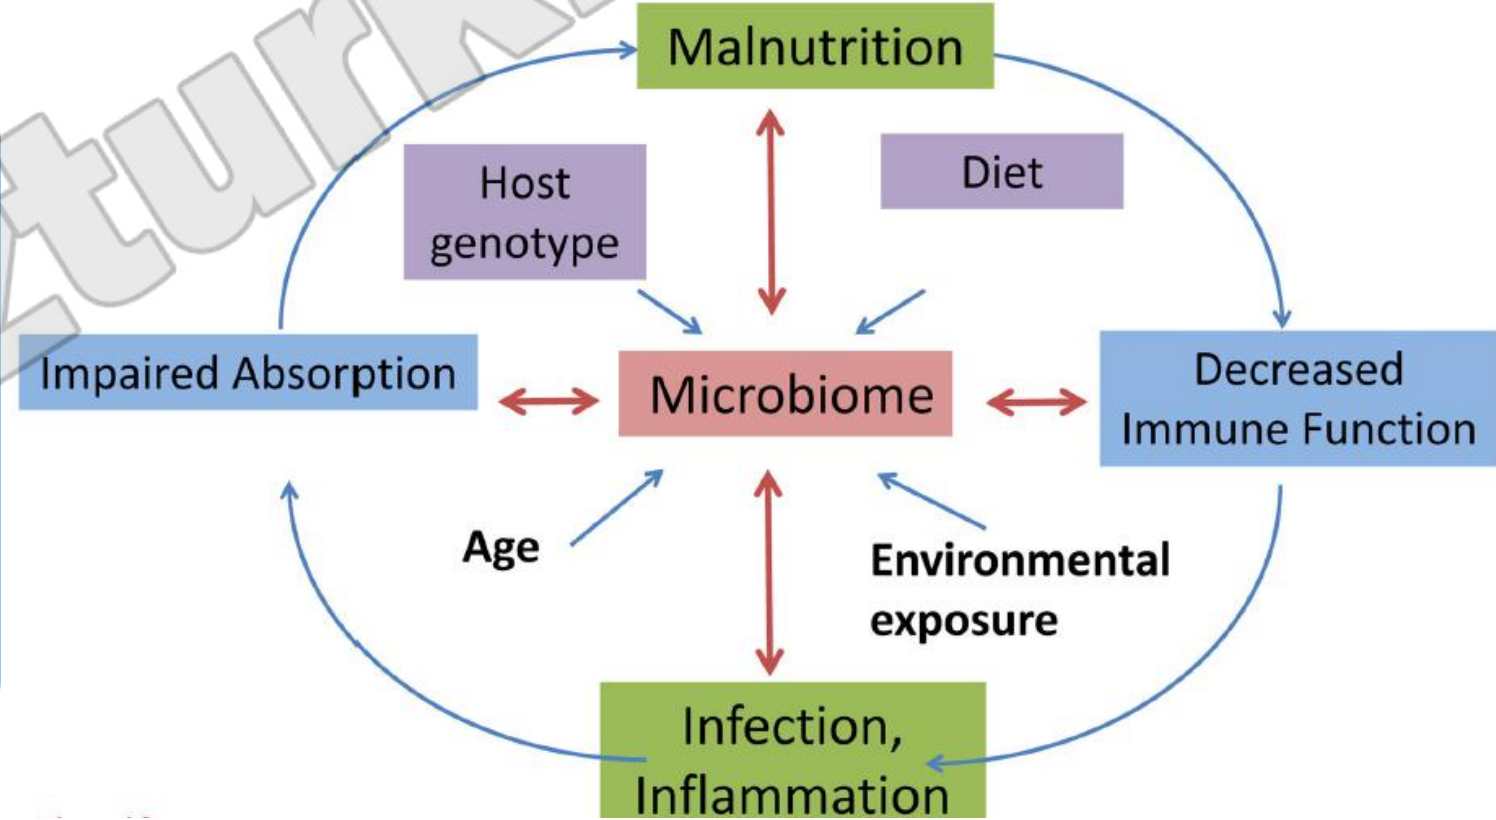 Malnutrition
Host
genotype
Diet
Impaired Absorption
Microbiome
Decreased
Immune Function
Age
Environmental
exposure
Infection,
Inflammation